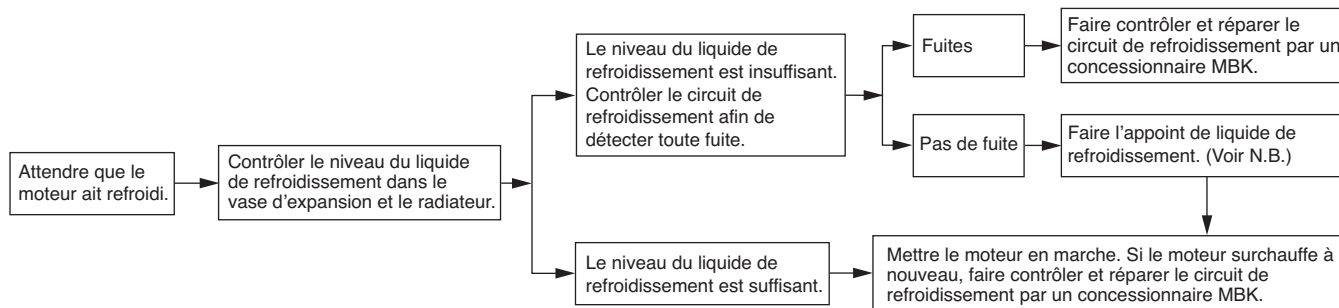 Attendre que le
moteur ait refroidi.
Contrôler le niveau du liquide
de refroidissement dans le
vase d’expansion et le radiateur.
Le niveau du liquide de
refroidissement est insuffisant.
Contrôler le circuit de
refroidissement afin de
détecter toute fuite.
Fuites
Faire contrôler et réparer le
circuit de refroidissement par un
concessionnaire MBK.
Pas de fuite
Faire l’appoint de liquide de
refroidissement. (Voir N.B.)
Le niveau du liquide de
refroidissement est suffisant.
Mettre le moteur en marche. Si le moteur surchauffe à
nouveau, faire contrôler et réparer le circuit de
refroidissement par un concessionnaire MBK.